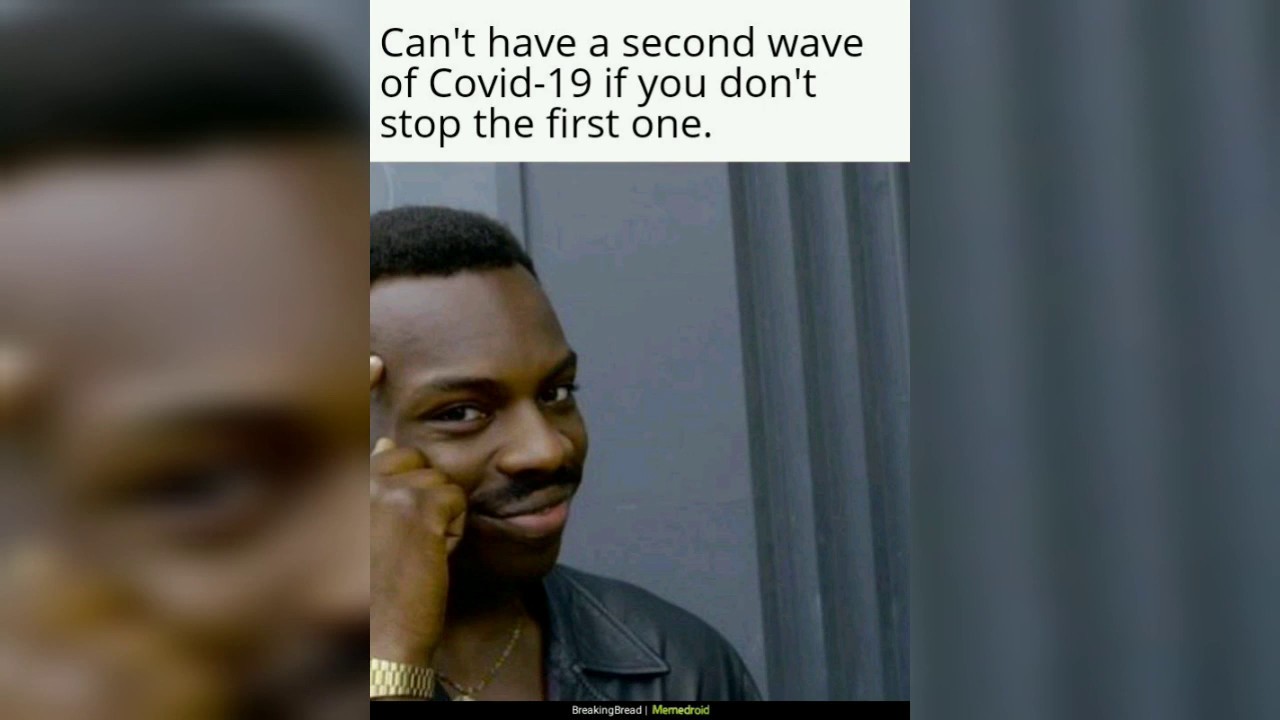 Can't have a second wave
of Covid-19 if you don't
stop the first one.
BreakingBread | Memedroid